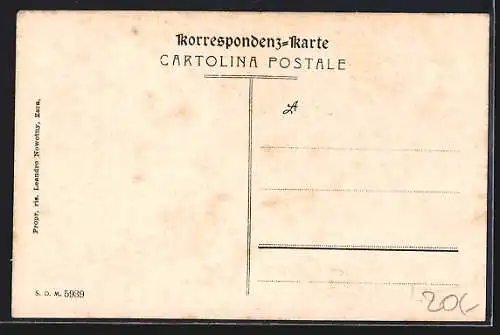 Korrespondenz-Karte
CARTOLINA POSTALE
A
Propr. ris. Leandro Nowotny, Zara.
S. D. M. 5939
20.-